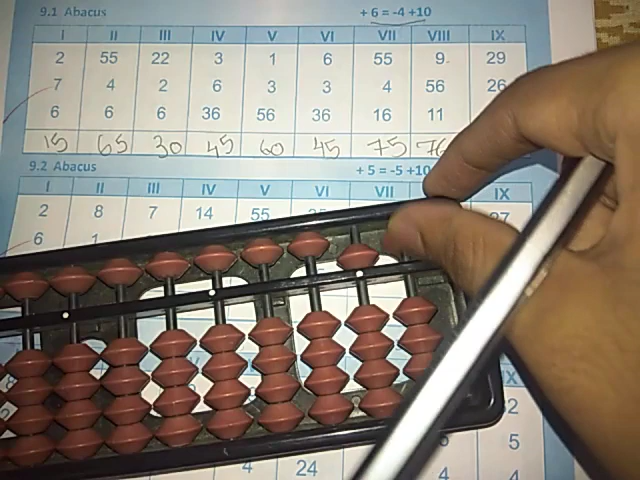 9.1 Abacus + 6 = -4 +10
I II III IV V VI VII VIII IX
2 55 22 3 1 6 55 9 29
7 4 2 6 3 3 4 56 26
6 6 6 36 56 36 16 11
15 65 30 45 60 45 75 76
9.2 Abacus + 5 = -5 +10
I II III IV V VI VII IX
2 8 7 14 55
6
4 24 5